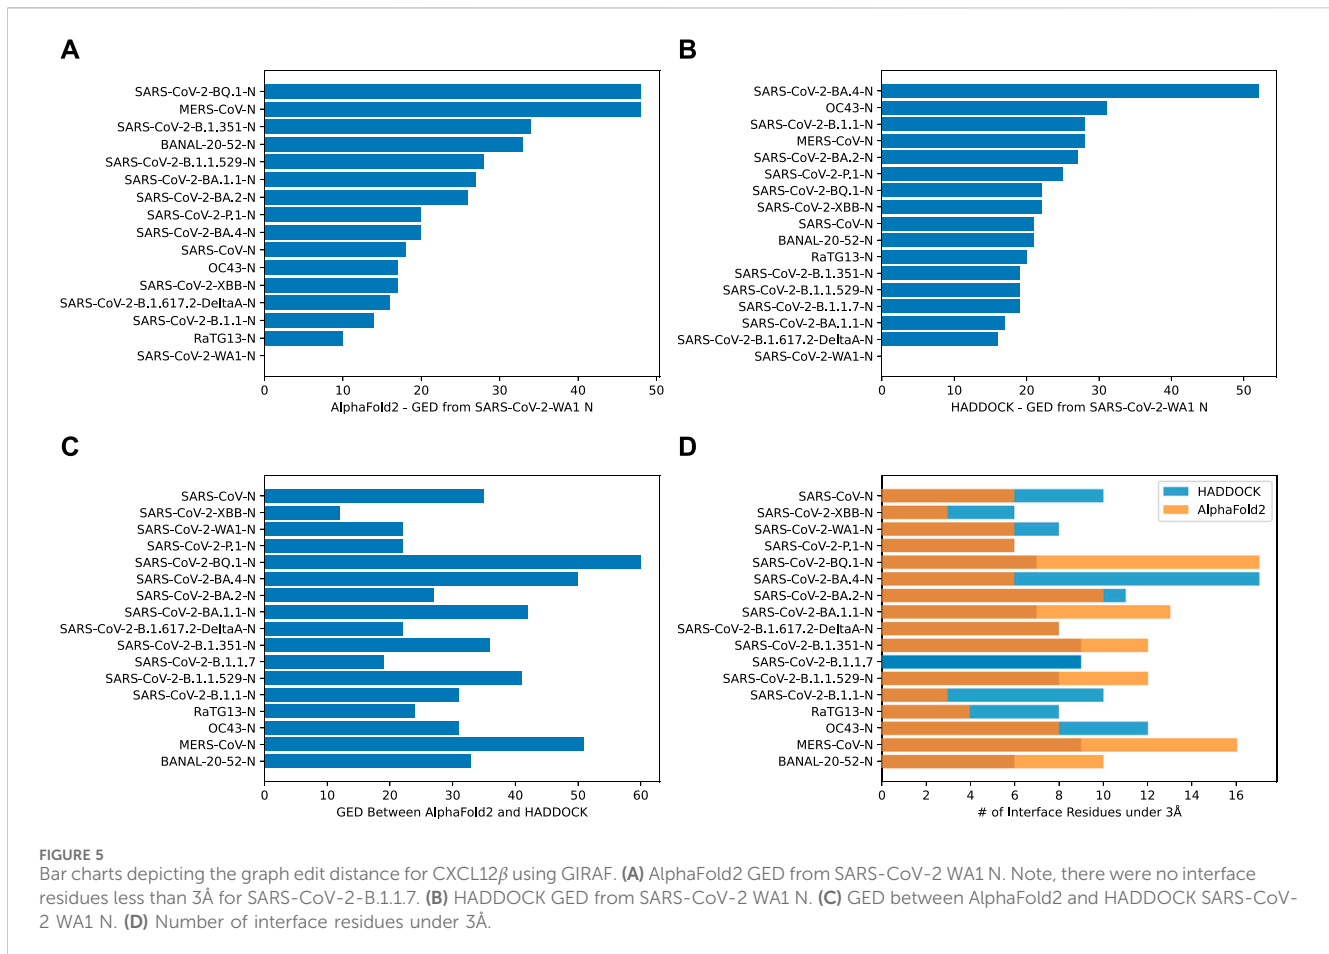 A
SARS-CoV-2-BQ.1-N
MERS-CoV-N
SARS-CoV-2-B.1.351-N
BANAL-20-52-N
SARS-CoV-2-B.1.1.529-N
SARS-CoV-2-BA.1.1-N
SARS-CoV-2-BA.2-N
SARS-CoV-2-P.1-N
SARS-CoV-2-BA.4-N
SARS-CoV-N
OC43-N
SARS-CoV-2-XBB-N
SARS-CoV-2-B.1.617.2-DeltaA-N
SARS-CoV-2-B.1.1-N
RaTG13-N
SARS-CoV-2-WA1-N
0 10 20 30 40 50
AlphaFold2 - GED from SARS-CoV-2-WA1 N
B
SARS-CoV-2-BA.4-N
OC43-N
SARS-CoV-2-B.1.1-N
MERS-CoV-N
SARS-CoV-2-BA.2-N
SARS-CoV-2-P.1-N
SARS-CoV-2-BQ.1-N
SARS-CoV-2-XBB-N
SARS-CoV-N
BANAL-20-52-N
RaTG13-N
SARS-CoV-2-B.1.351-N
SARS-CoV-2-B.1.1.529-N
SARS-CoV-2-B.1.1.7-N
SARS-CoV-2-BA.1.1-N
SARS-CoV-2-B.1.617.2-DeltaA-N
SARS-CoV-2-WA1-N
0 10 20 30 40 50
HADDOCK - GED from SARS-CoV-2-WA1 N
C
SARS-CoV-N
SARS-CoV-2-XBB-N
SARS-CoV-2-WA1-N
SARS-CoV-2-P.1-N
SARS-CoV-2-BQ.1-N
SARS-CoV-2-BA.4-N
SARS-CoV-2-BA.2-N
SARS-CoV-2-BA.1.1-N
SARS-CoV-2-B.1.617.2-DeltaA-N
SARS-CoV-2-B.1.351-N
SARS-CoV-2-B.1.1.7
SARS-CoV-2-B.1.1.529-N
SARS-CoV-2-B.1.1-N
RaTG13-N
OC43-N
MERS-CoV-N
BANAL-20-52-N
0 10 20 30 40 50 60
GED Between AlphaFold2 and HADDOCK
D
HADDOCK
AlphaFold2
SARS-CoV-N
SARS-CoV-2-XBB-N
SARS-CoV-2-WA1-N
SARS-CoV-2-P.1-N
SARS-CoV-2-BQ.1-N
SARS-CoV-2-BA.4-N
SARS-CoV-2-BA.2-N
SARS-CoV-2-BA.1.1-N
SARS-CoV-2-B.1.617.2-DeltaA-N
SARS-CoV-2-B.1.351-N
SARS-CoV-2-B.1.1.7
SARS-CoV-2-B.1.1.529-N
SARS-CoV-2-B.1.1-N
RaTG13-N
OC43-N
MERS-CoV-N
BANAL-20-52-N
0 2 4 6 8 10 12 14 16
# of Interface Residues under 3Å
FIGURE 5
Bar charts depicting the graph edit distance for CXCL12β using GIRAF. (A) AlphaFold2 GED from SARS-CoV-2 WA1 N. Note, there were no interface
residues less than 3Å for SARS-CoV-2-B.1.1.7. (B) HADDOCK GED from SARS-CoV-2 WA1 N. (C) GED between AlphaFold2 and HADDOCK SARS-CoV-
2 WA1 N. (D) Number of interface residues under 3Å.